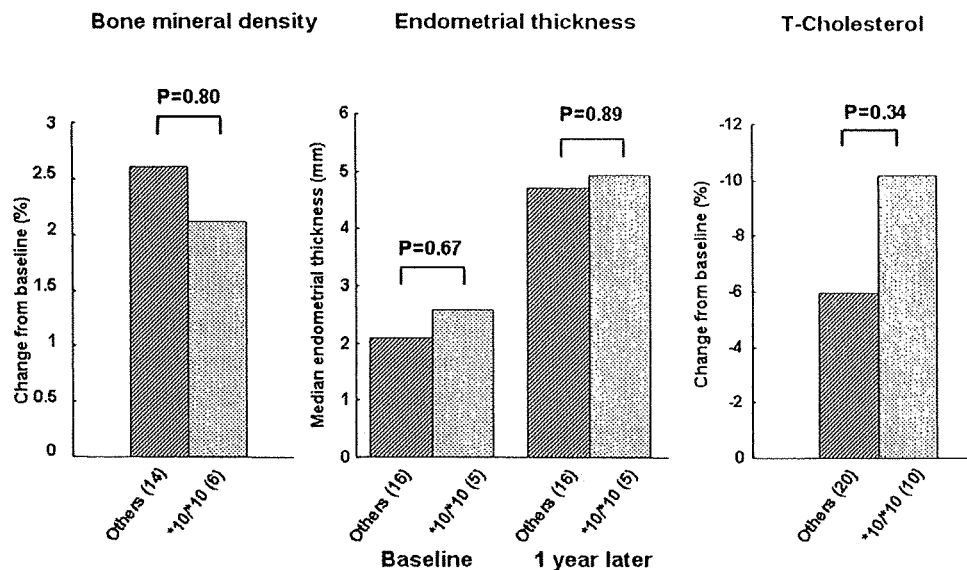 Bone mineral density
Endometrial thickness
T-Cholesterol
P=0.80
3
2.5
2
1.5
1
0.5
0
Change from baseline (%)
Others (14)
*10/*10 (6)
P=0.67
P=0.89
6
5
4
3
2
1
0
Median endometrial thickness (mm)
Others (16)
*10/*10 (5)
Others (16)
*10/*10 (5)
Baseline
1 year later
P=0.34
-12
-10
-8
-6
-4
-2
0
Change from baseline (%)
Others (20)
*10/*10 (10)